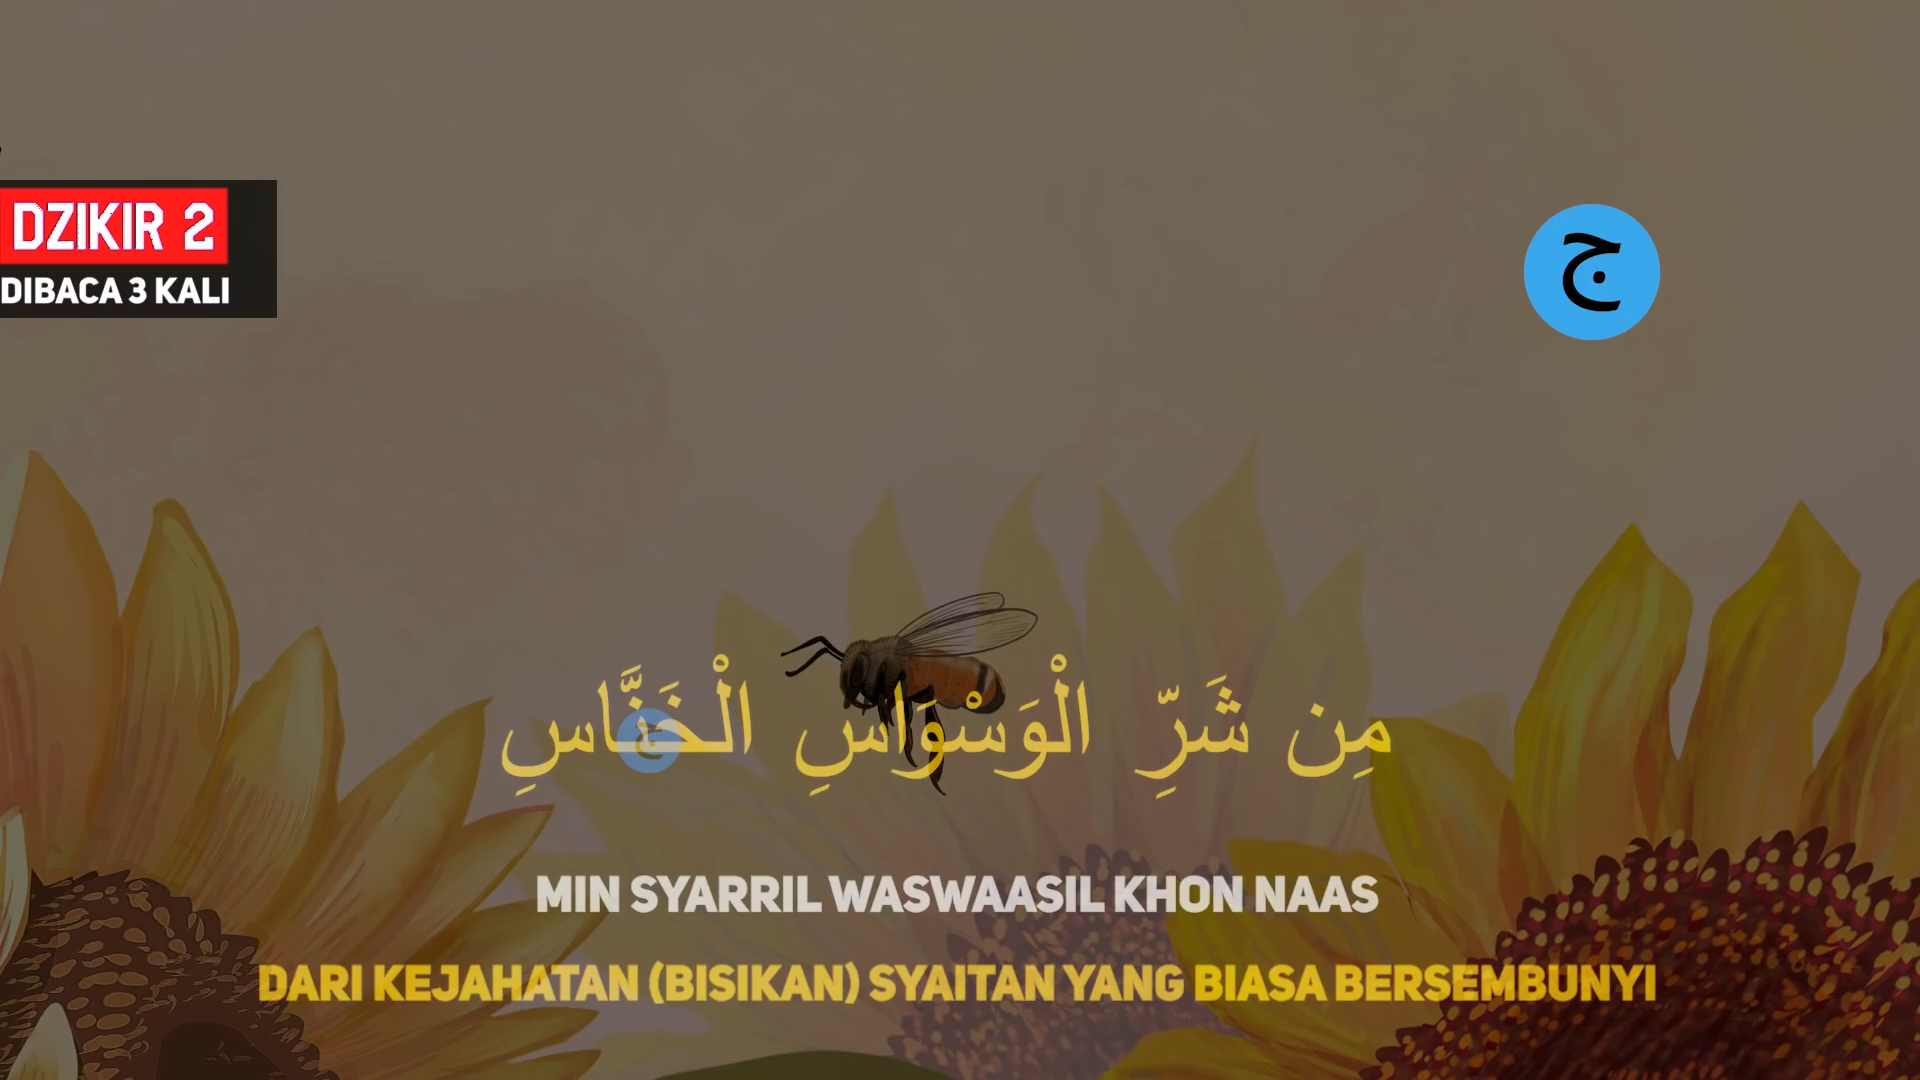 DZIKIR 2
DIBACA 3 KALI
ج
مِن شَرِّ الْوَسْوَاسِ الْخَنَّاسِ
ج
MIN SYARRIL WASWAASIL KHON NAAS
DARI KEJAHATAN (BISIKAN) SYAITAN YANG BIASA BERSEMBUNYI